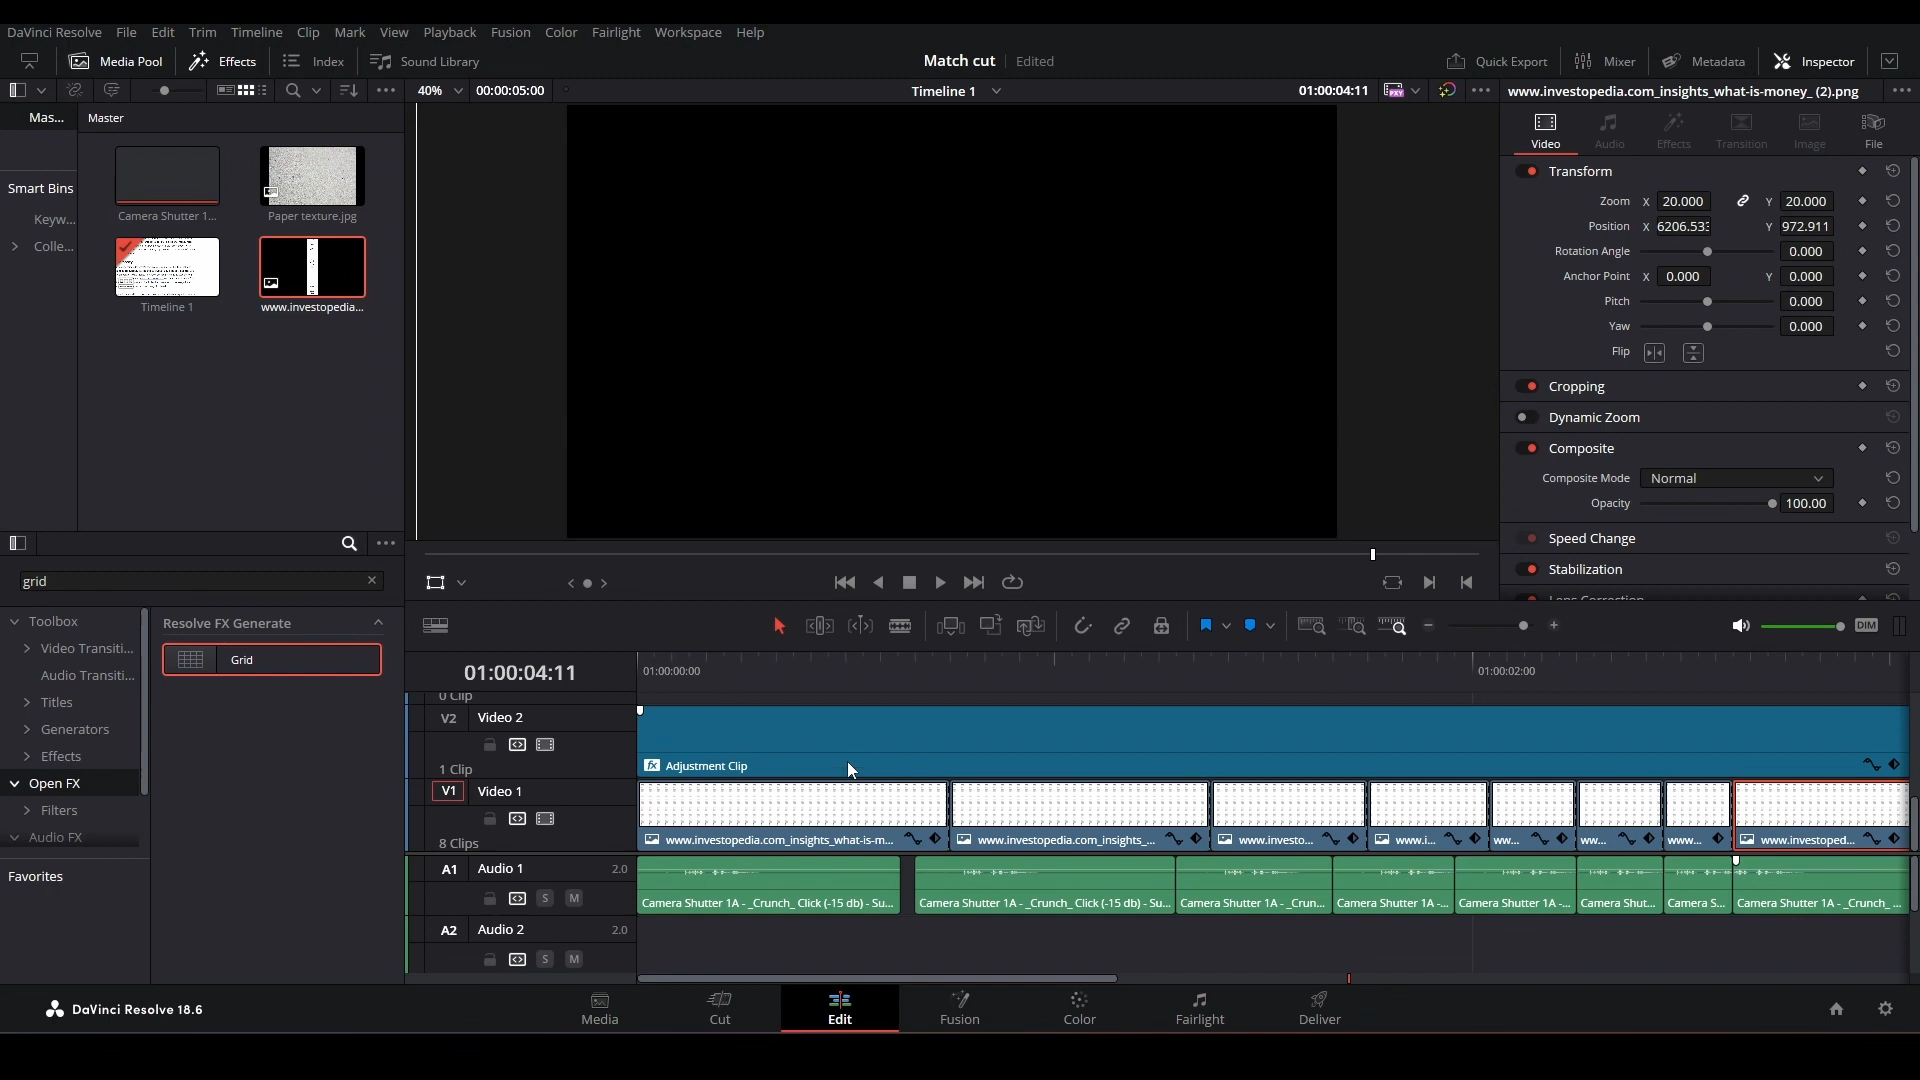 DaVinci Resolve File Edit Trim Timeline Clip Mark View Playback Fusion Color Fairlight Workspace Help
Media Pool Effects Index Sound Library Match cut Edited Quick Export Mixer Metadata Inspector
40% 00:00:05:00 Timeline 1 01:00:04:11 PXY www.investopedia.com_insights_what-is-money_ (2).png
Mas... Master
Smart Bins
Keyw...
Colle...
Camera Shutter 1...
Paper texture.jpg
Timeline 1
www.investopedia...
Video Audio Effects Transition Image File
Transform
Zoom X 20.000 Y 20.000
Position X 6206.533 Y 972.911
Rotation Angle 0.000
Anchor Point X 0.000 Y 0.000
Pitch 0.000
Yaw 0.000
Flip
Cropping
Dynamic Zoom
Composite
Composite Mode Normal
Opacity 100.00
Speed Change
Stabilization
Lens Correction
grid
Toolbox
Video Transiti...
Audio Transiti...
Titles
Generators
Effects
Open FX
Filters
Audio FX
Favorites
Resolve FX Generate
Grid
DIM
01:00:04:11 01:00:00:00 01:00:02:00
0 Clip
V2 Video 2
1 Clip
fx Adjustment Clip
V1 Video 1
8 Clips
www.investopedia.com_insights_what-is-m... www.investopedia.com_insights_... www.investo... www.i... ww... ww... www... www.investoped...
A1 Audio 1 2.0
S M
Camera Shutter 1A - _Crunch_ Click (-15 db) - Su... Camera Shutter 1A - _Crunch_ Click (-15 db) - Su... Camera Shutter 1A - _Crun... Camera Shutter 1A -... Camera Shutter 1A -... Camera Shut... Camera S... Camera Shutter 1A - _Crunch_ ...
A2 Audio 2 2.0
S M
DaVinci Resolve 18.6
Media Cut Edit Fusion Color Fairlight Deliver